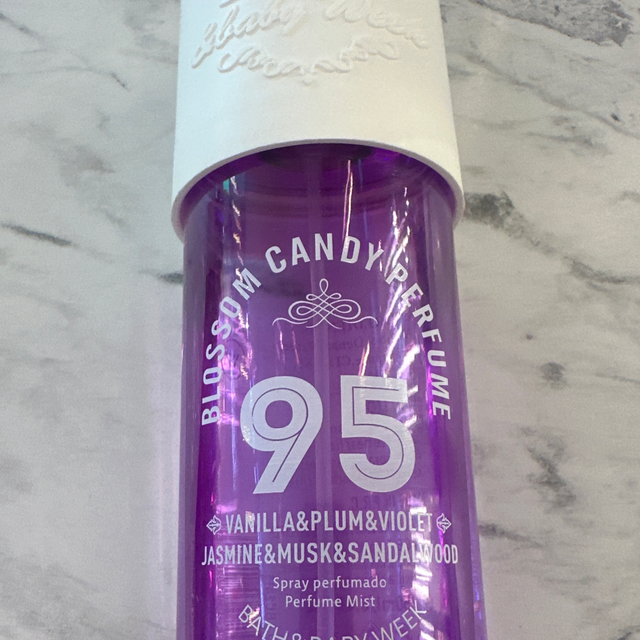 BLOSSOM CANDY PERFUME
95
VANILLA&PLUM&VIOLET
JASMINE&MUSK&SANDALWOOD
Spray perfumado
Perfume Mist
BATH& BABY WEEK